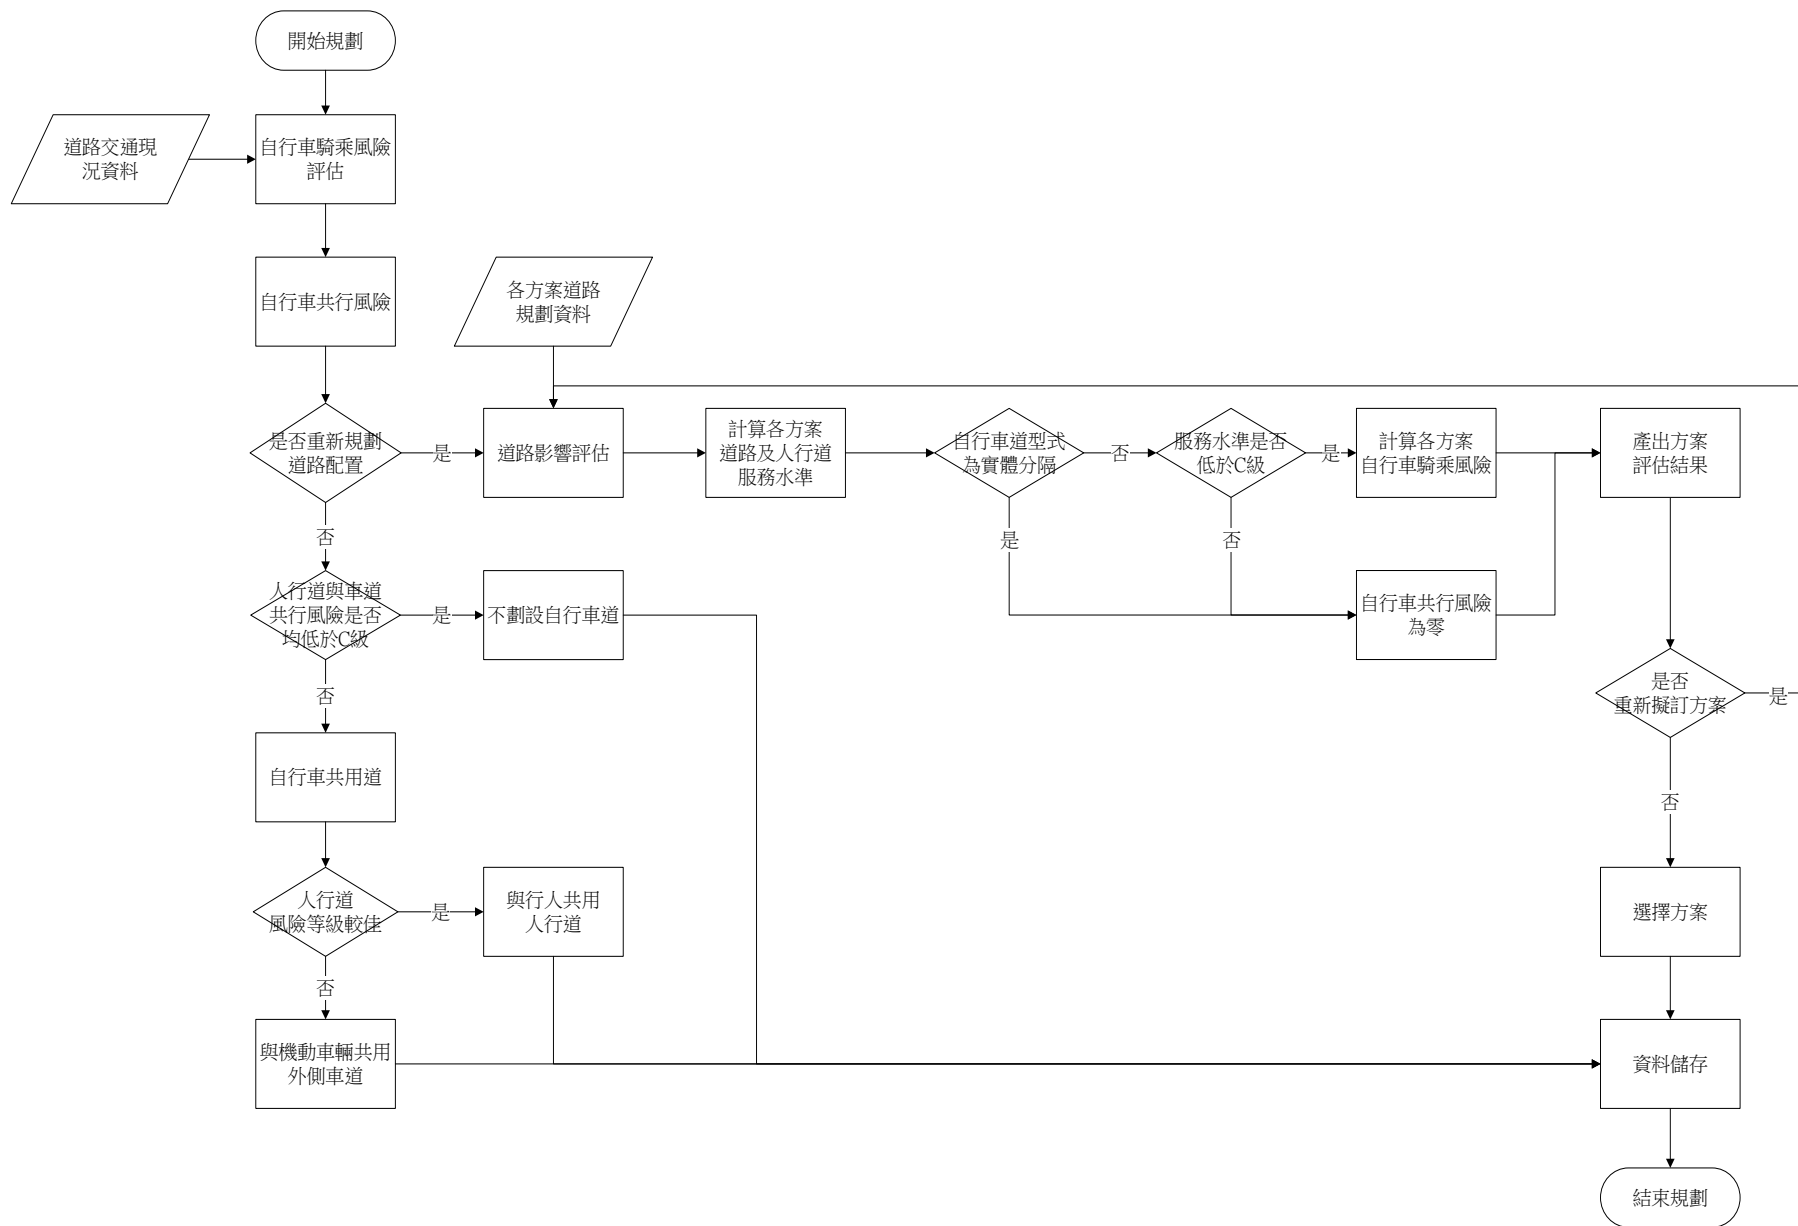 開始規劃
道路交通現
況資料
自行車騎乘風險
評估
自行車共行風險
各方案道路
規劃資料
是否重新規劃
道路配置
是
道路影響評估
計算各方案
道路及人行道
服務水準
自行車道型式
為實體分隔
否
服務水準是否
低於C級
是
計算各方案
自行車騎乘風險
產出方案
評估結果
否
是
否
人行道與車道
共行風險是否
均低於C級
是
不劃設自行車道
自行車共行風險
為零
是否
重新擬訂方案
是
否
自行車共用道
否
人行道
風險等級較佳
是
與行人共用
人行道
選擇方案
否
與機動車輛共用
外側車道
資料儲存
結束規劃